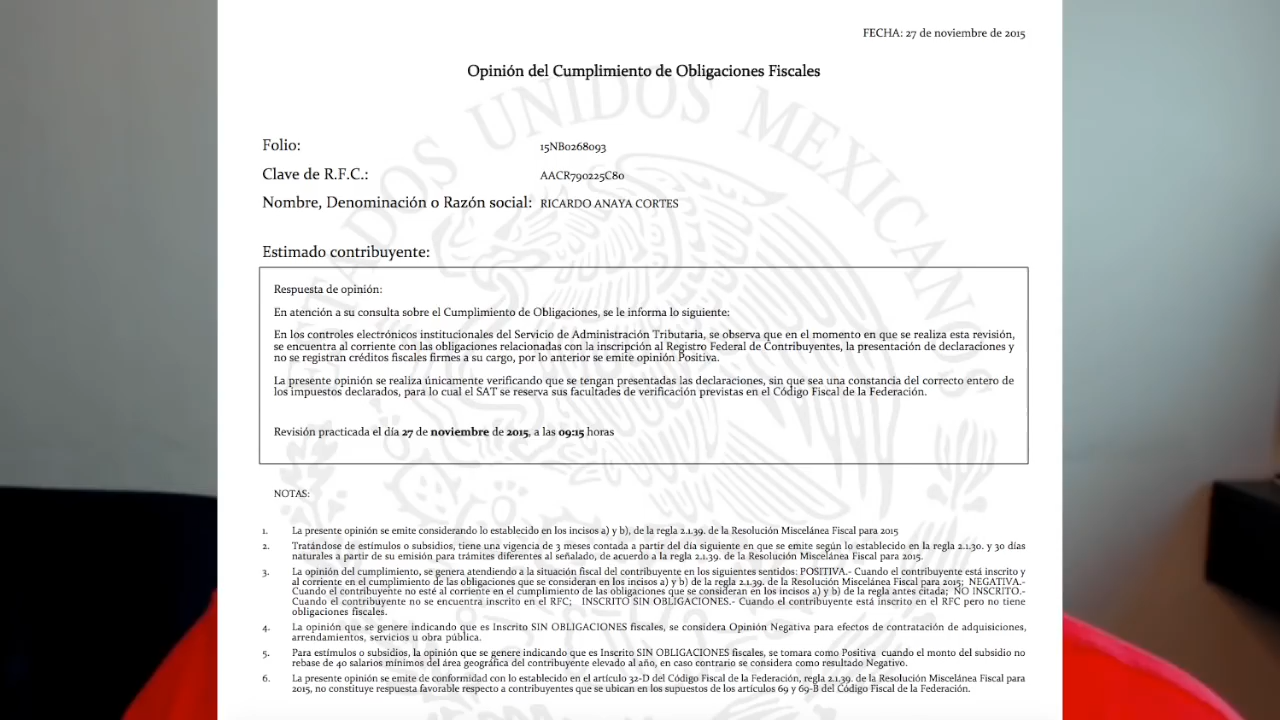 FECHA: 27 de noviembre de 2015
Opinión del Cumplimiento de Obligaciones Fiscales
ESTADOS UNIDOS MEXICANOS
Folio: 15NB0268093
Clave de R.F.C.: AACR790225C80
Nombre, Denominación o Razón social: RICARDO ANAYA CORTES
Estimado contribuyente:
Respuesta de opinión:
En atención a su consulta sobre el Cumplimiento de Obligaciones, se le informa lo siguiente:
En los controles electrónicos institucionales del Servicio de Administración Tributaria, se observa que en el momento en que se realiza esta revisión,
se encuentra al corriente con las obligaciones relacionadas con la inscripción al Registro Federal de Contribuyentes, la presentación de declaraciones y
no se registran créditos fiscales firmes a su cargo, por lo anterior se emite opinión Positiva.
La presente opinión se realiza únicamente verificando que se tengan presentadas las declaraciones, sin que sea una constancia del correcto entero de
los impuestos declarados, para lo cual el SAT se reserva sus facultades de verificación previstas en el Código Fiscal de la Federación.
Revisión practicada el día 27 de noviembre de 2015, a las 09:15 horas
NOTAS:
1. La presente opinión se emite considerando lo establecido en los incisos a) y b), de la regla 2.1.39. de la Resolución Miscelánea Fiscal para 2015
2. Tratándose de estímulos o subsidios, tiene una vigencia de 3 meses contada a partir del día siguiente en que se emite según lo establecido en la regla 2.1.30. y 30 días
naturales a partir de su emisión para trámites diferentes al señalado, de acuerdo a la regla 2.1.39. de la Resolución Miscelánea Fiscal para 2015.
3. La opinión del cumplimiento, se genera atendiendo a la situación fiscal del contribuyente en los siguientes sentidos: POSITIVA.- Cuando el contribuyente está inscrito y
al corriente en el cumplimiento de las obligaciones que se consideran en los incisos a) y b) de la regla 2.1.39. de la Resolución Miscelánea Fiscal para 2015; NEGATIVA.-
Cuando el contribuyente no esté al corriente en el cumplimiento de las obligaciones que se consideran en los incisos a) y b) de la regla antes citada; NO INSCRITO.-
Cuando el contribuyente no se encuentra inscrito en el RFC; INSCRITO SIN OBLIGACIONES.- Cuando el contribuyente está inscrito en el RFC pero no tiene
obligaciones fiscales.
4. La opinión que se genere indicando que es Inscrito SIN OBLIGACIONES fiscales, se considera Opinión Negativa para efectos de contratación de adquisiciones,
arrendamientos, servicios u obra pública.
5. Para estímulos o subsidios, la opinión que se genere indicando que es Inscrito SIN OBLIGACIONES fiscales, se tomara como Positiva cuando el monto del subsidio no
rebase de 40 salarios mínimos del área geográfica del contribuyente elevado al año, en caso contrario se considera como resultado Negativo.
6. La presente opinión se emite de conformidad con lo establecido en el artículo 32-D del Código Fiscal de la Federación, regla 2.1.39. de la Resolución Miscelánea Fiscal para
2015, no constituye respuesta favorable respecto a contribuyentes que se ubican en los supuestos de los artículos 69 y 69-B del Código Fiscal de la Federación.